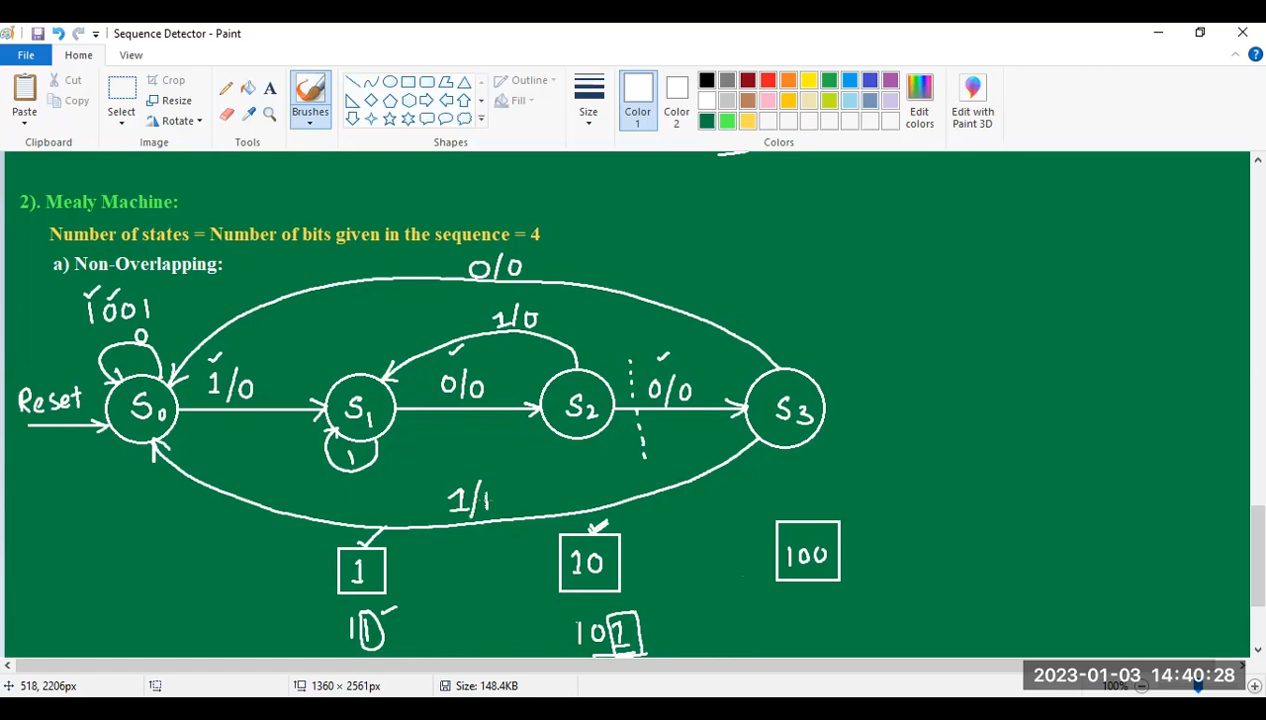 Sequence Detector - Paint
File
Home
View
Paste
Cut
Copy
Clipboard
Select
Crop
Resize
Rotate
Image
Tools
Brushes
Shapes
Outline
Fill
Size
Color 1
Color 2
Colors
Edit colors
Edit with Paint 3D
2). Mealy Machine:
Number of states = Number of bits given in the sequence = 4
a) Non-Overlapping:
0/0
1001
0
1/0
Reset
S0
1/0
S1
0/0
S2
0/0
S3
1
1/1
1
10
100
11
101
518, 2206px
1360 × 2561px
Size: 148.4KB
100%
2023-01-03 14:40:28